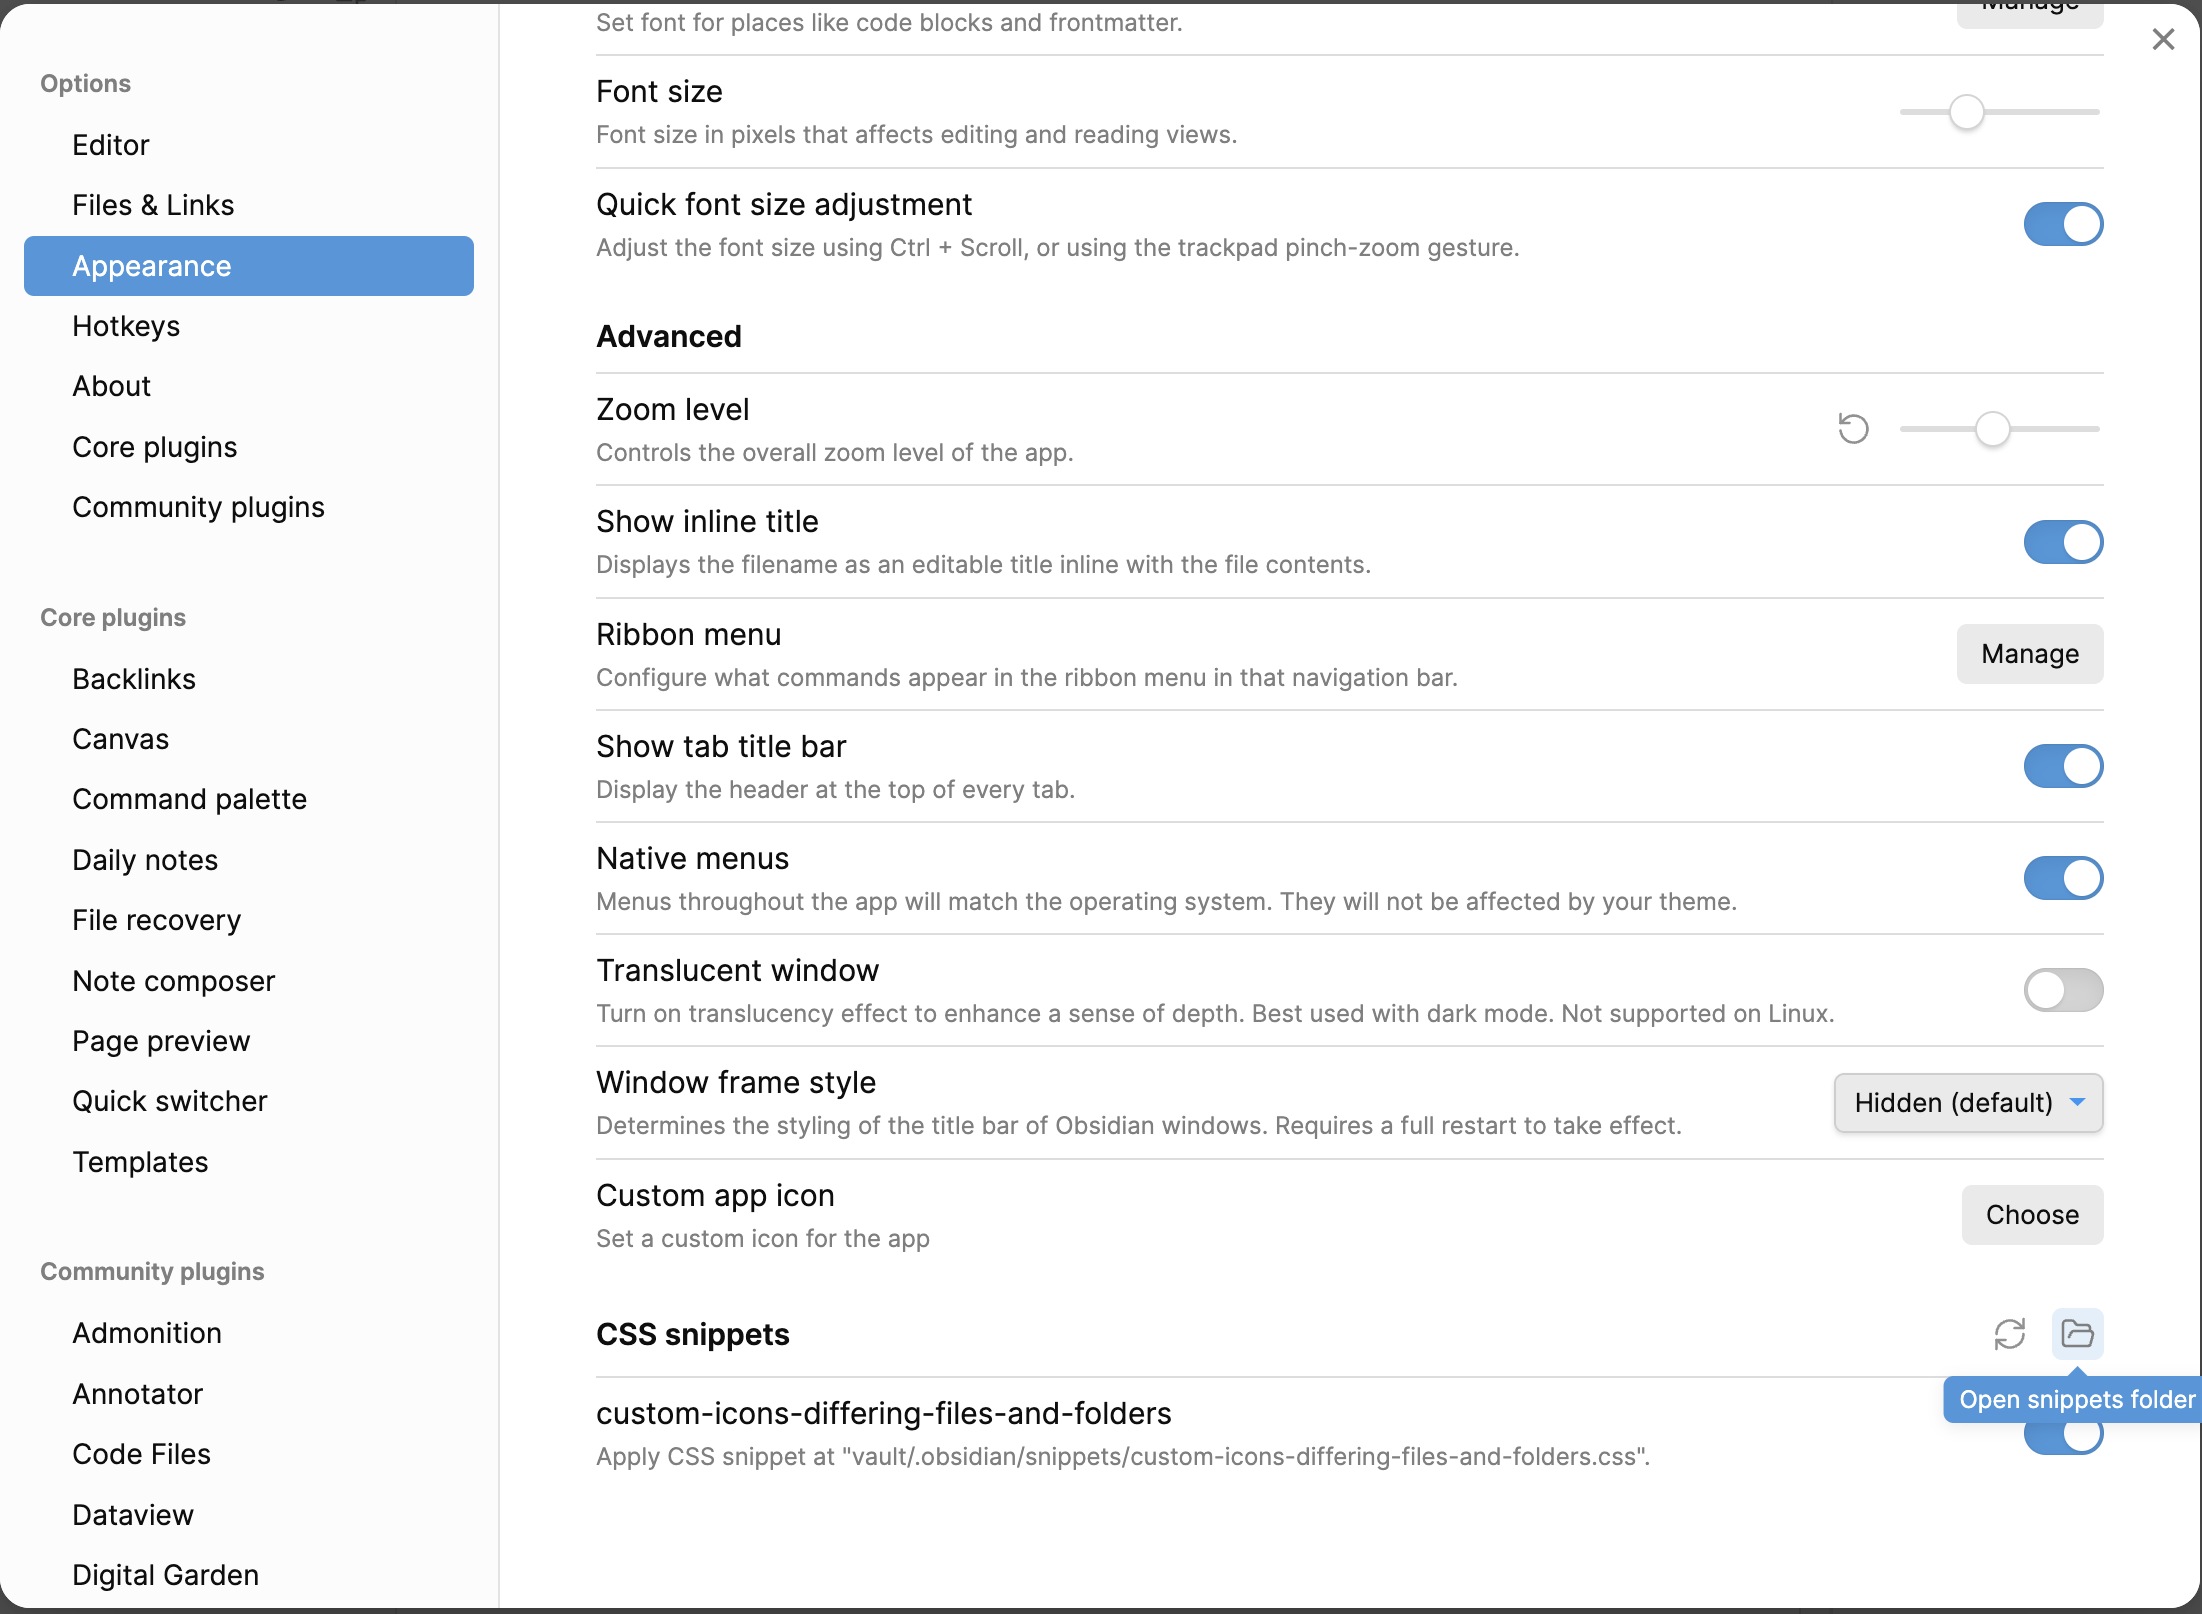 Options
Editor
Files & Links
Appearance
Hotkeys
About
Core plugins
Community plugins
Core plugins
Backlinks
Canvas
Command palette
Daily notes
File recovery
Note composer
Page preview
Quick switcher
Templates
Community plugins
Admonition
Annotator
Code Files
Dataview
Digital Garden
Set font for places like code blocks and frontmatter.
Manage
Font size
Font size in pixels that affects editing and reading views.
Quick font size adjustment
Adjust the font size using Ctrl + Scroll, or using the trackpad pinch-zoom gesture.
Advanced
Zoom level
Controls the overall zoom level of the app.
Show inline title
Displays the filename as an editable title inline with the file contents.
Ribbon menu
Configure what commands appear in the ribbon menu in that navigation bar.
Manage
Show tab title bar
Display the header at the top of every tab.
Native menus
Menus throughout the app will match the operating system. They will not be affected by your theme.
Translucent window
Turn on translucency effect to enhance a sense of depth. Best used with dark mode. Not supported on Linux.
Window frame style
Determines the styling of the title bar of Obsidian windows. Requires a full restart to take effect.
Hidden (default)
Custom app icon
Set a custom icon for the app
Choose
CSS snippets
Open snippets folder
custom-icons-differing-files-and-folders
Apply CSS snippet at "vault/.obsidian/snippets/custom-icons-differing-files-and-folders.css".